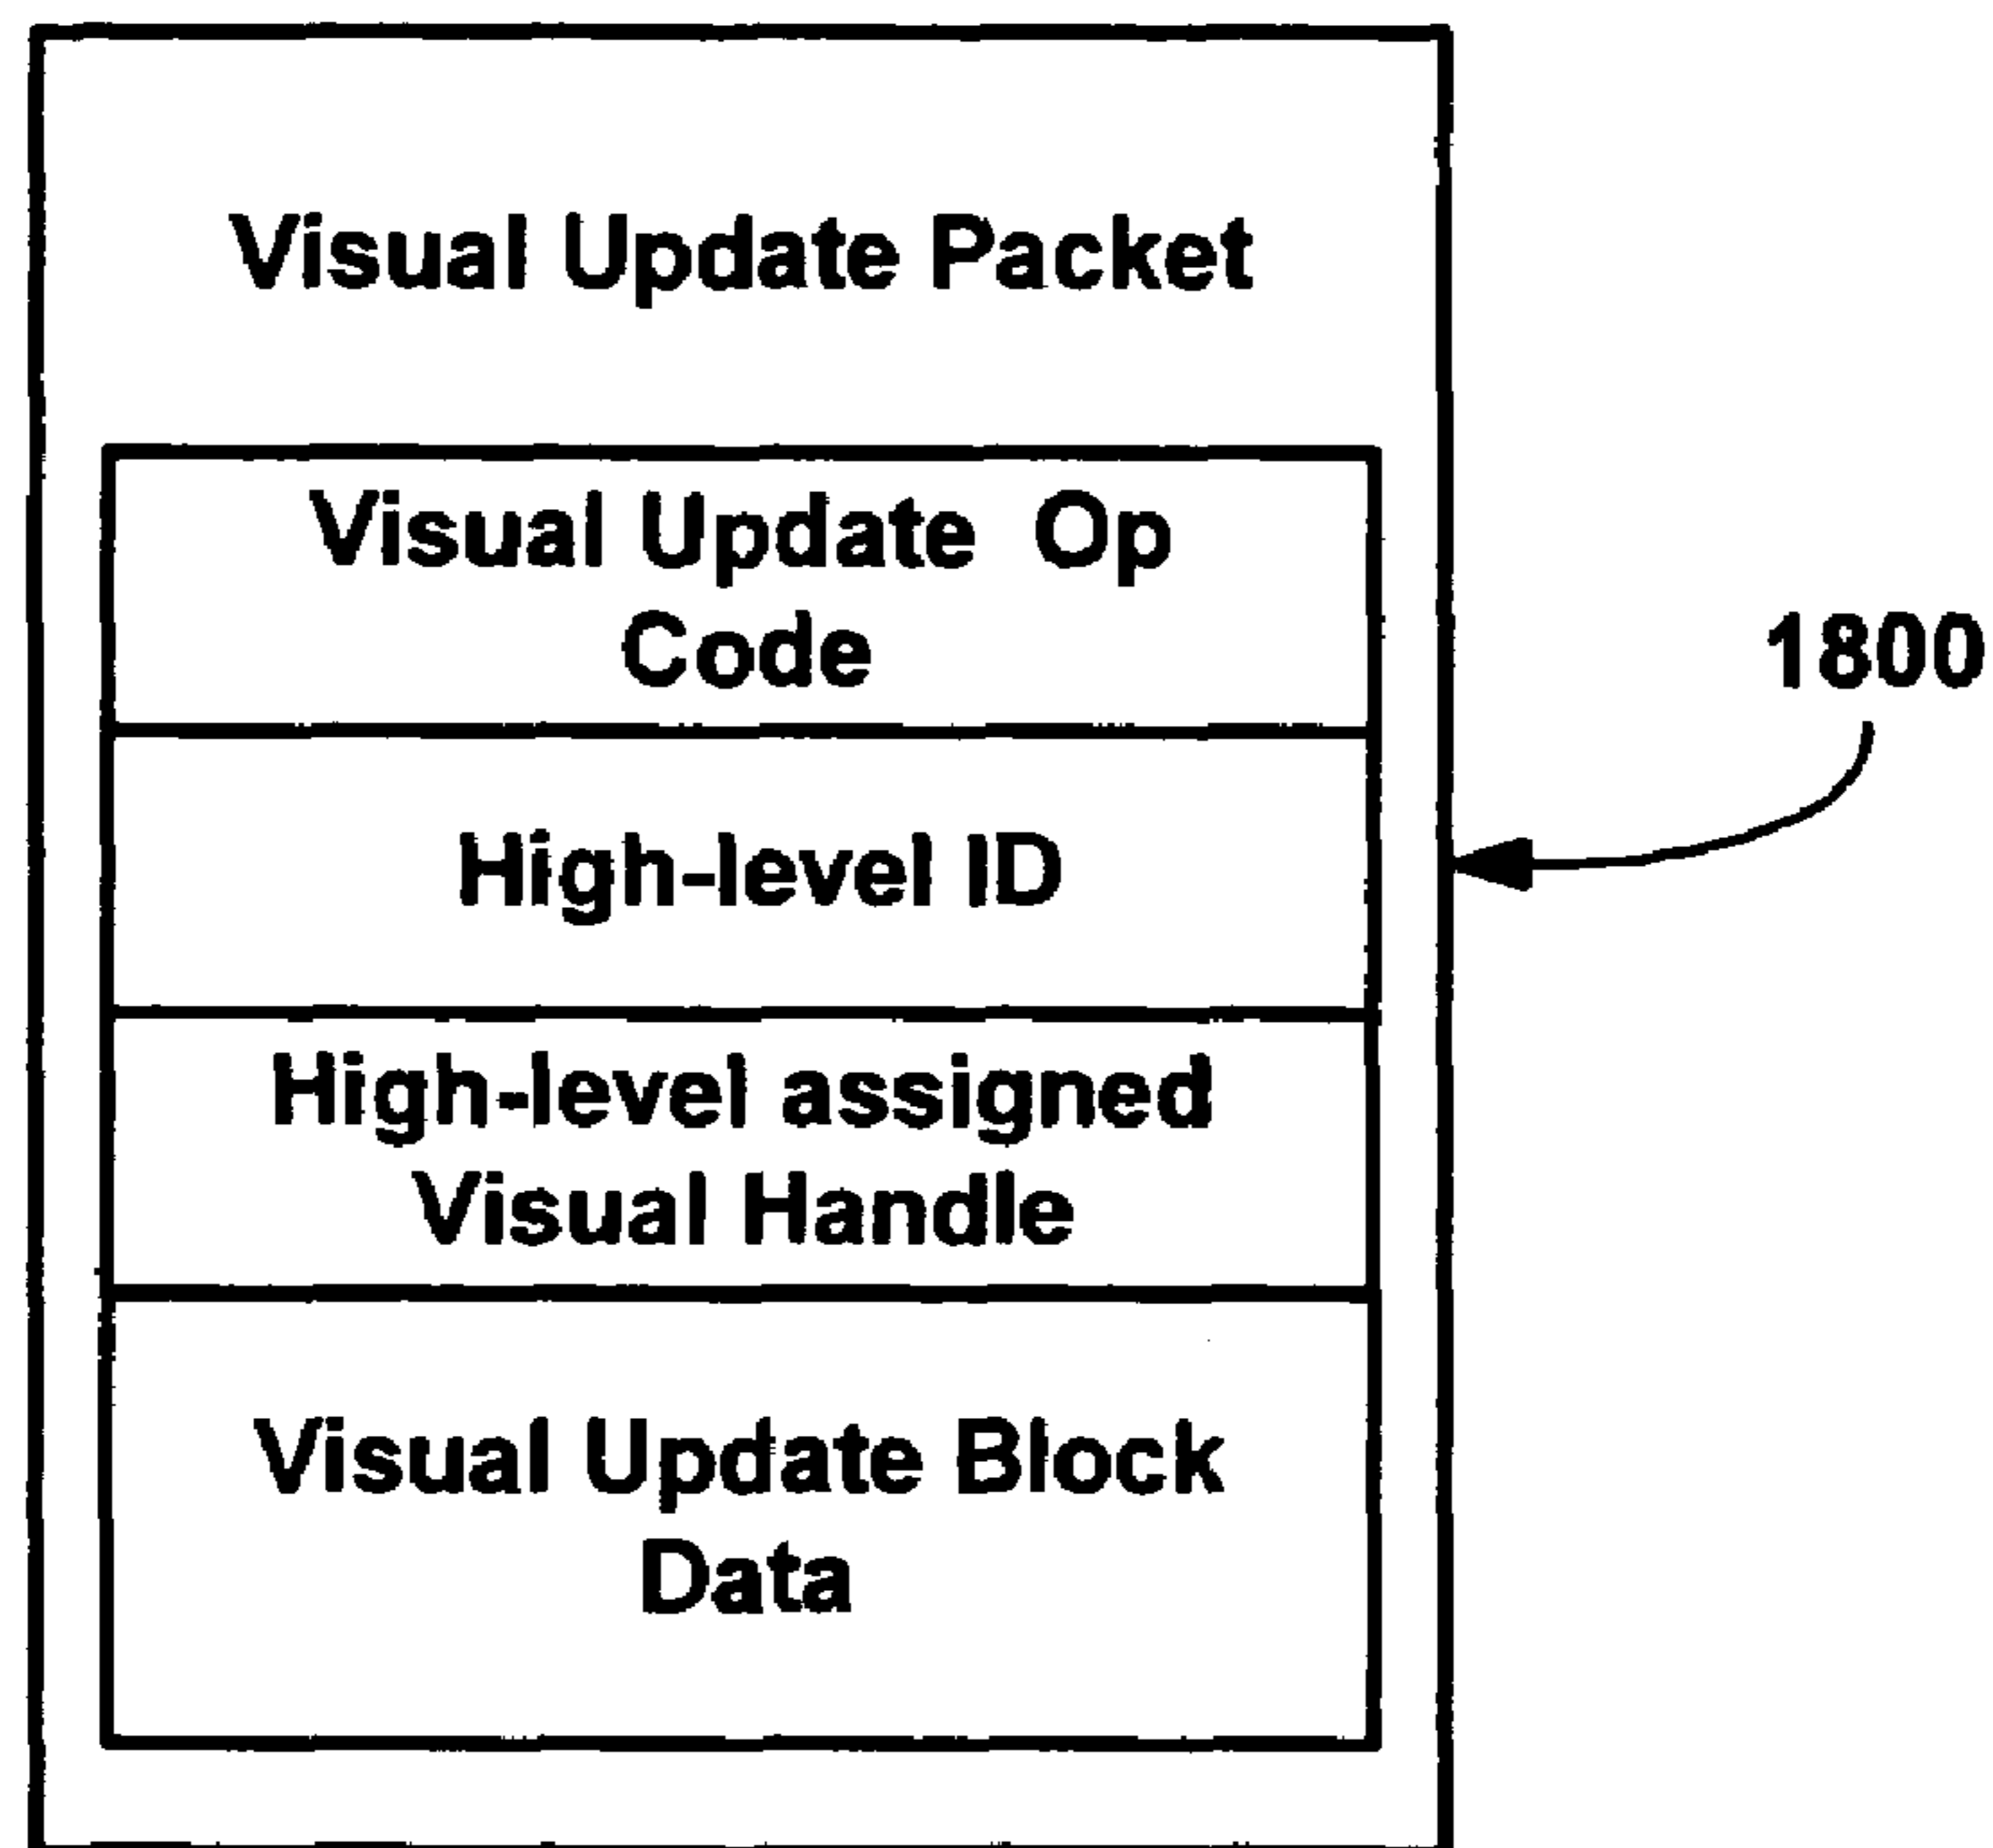 Visual Update Packet
Visual Update Op
Code
1800
High-level ID
High-level assigned
Visual Handle
Visual Update Block
Data